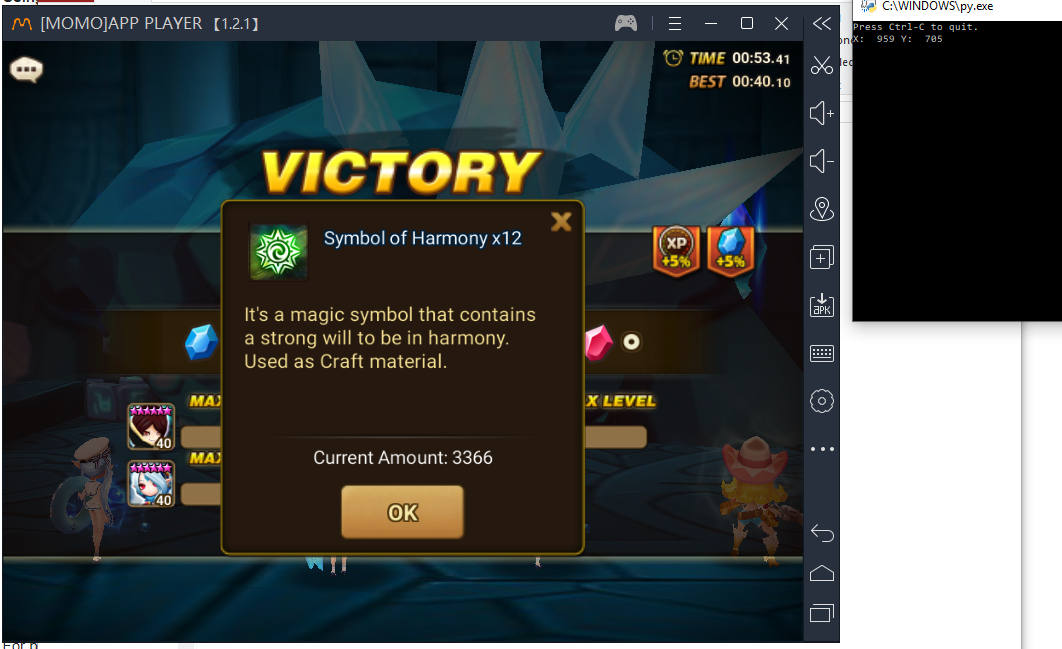 [MOMO]APP PLAYER 【1.2.1】
C:\WINDOWS\py.exe
Press Ctrl-C to quit.
X: 959 Y: 705
TIME 00:53.41
BEST 00:40.10
VICTORY
Symbol of Harmony x12
XP
+5%
+5%
It's a magic symbol that contains
a strong will to be in harmony.
Used as Craft material.
APK
MAX
X LEVEL
40
MAX
40
Current Amount: 3366
OK
For p